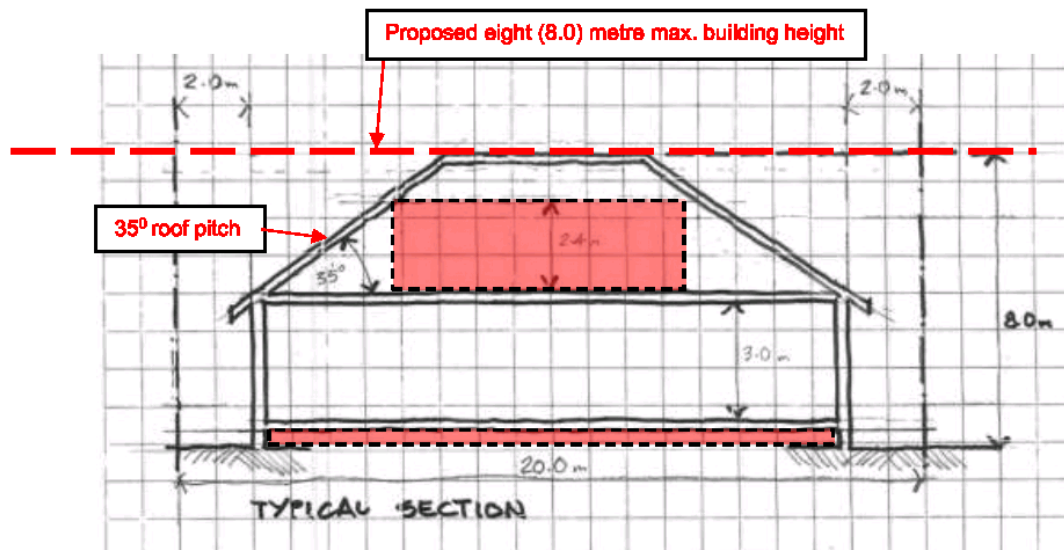 Proposed eight (8.0) metre max. building height
2.0m
2.0m
35⁰ roof pitch
2.4m
35°
8.0m
3.0m
20.0m
TYPICAL SECTION